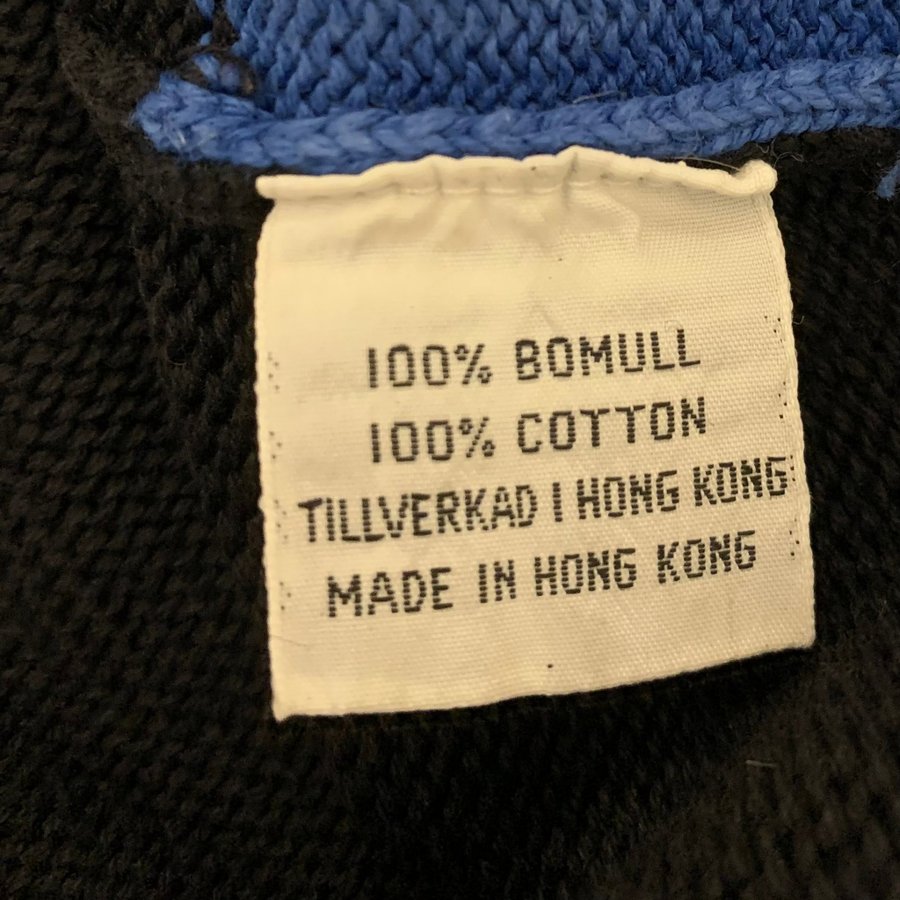 100% BOMULL
100% COTTON
TILLVERKAD I HONG KONG
MADE IN HONG KONG